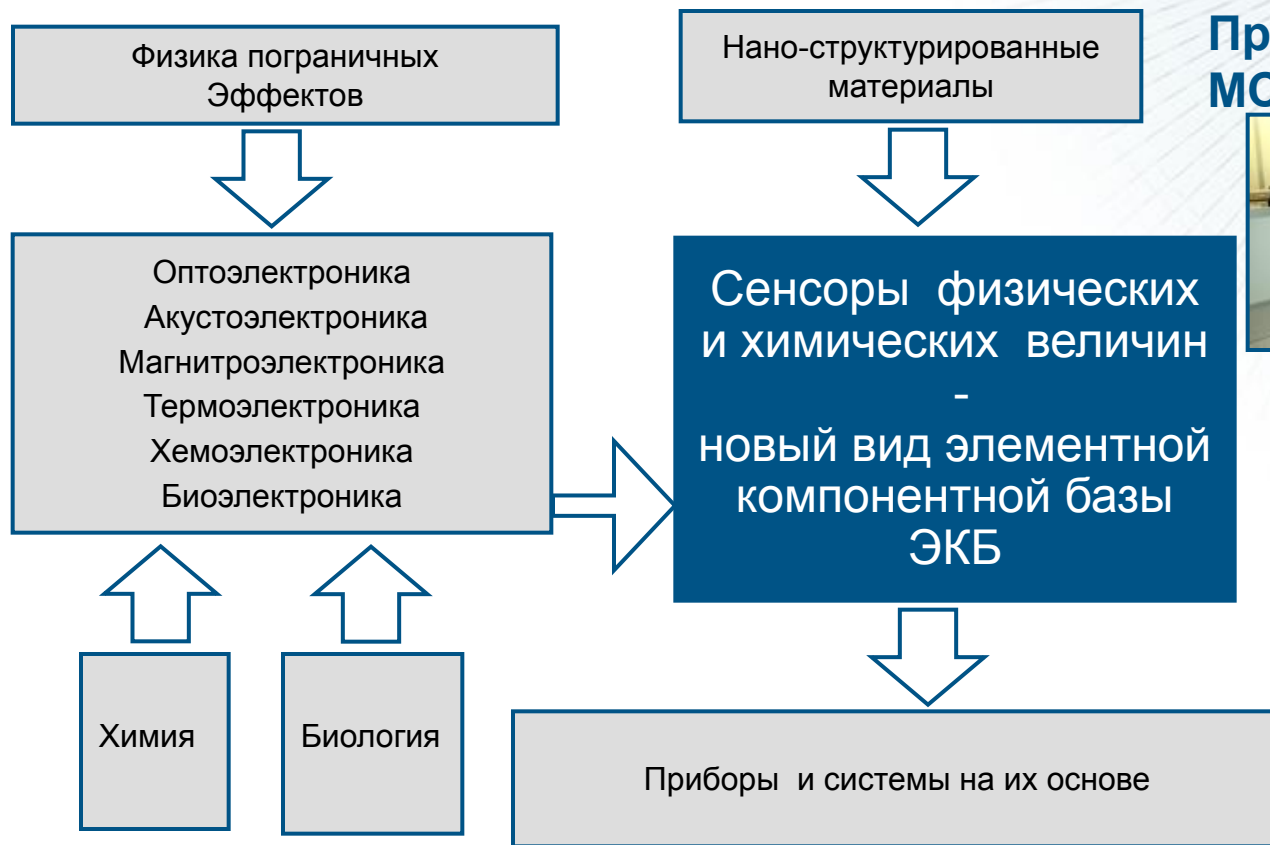 Физика пограничных
Эффектов
Нано-структурированные
материалы
Оптоэлектроника
Акустоэлектроника
Магнитроэлектроника
Термоэлектроника
Хемоэлектроника
Биоэлектроника
Сенсоры физических
и химических величин
-
новый вид элементной
компонентной базы
ЭКБ
Химия
Биология
Приборы и системы на их основе